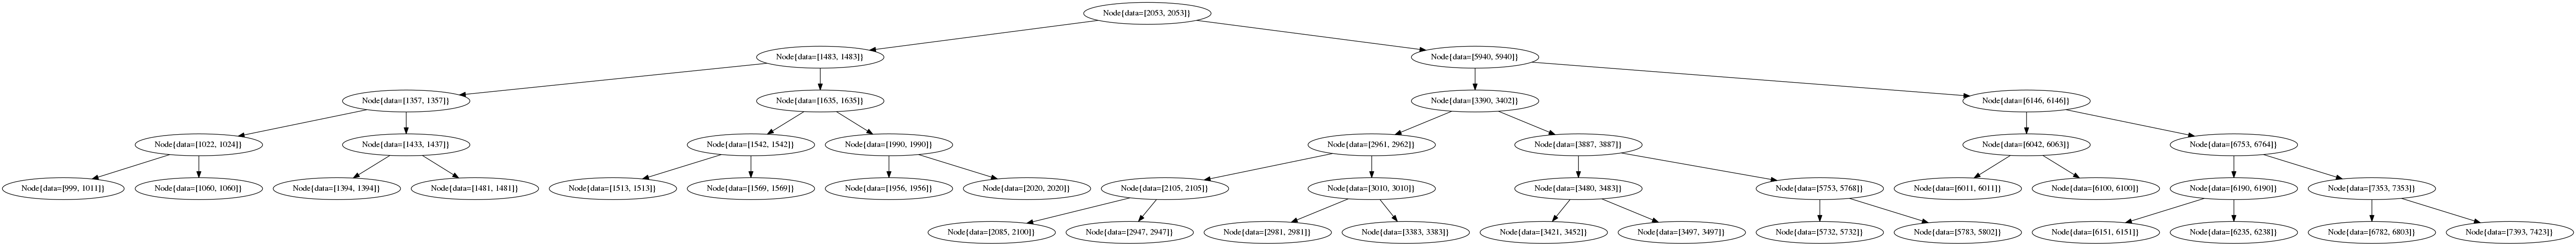 Node{data=[2053, 2053]}
Node{data=[1483, 1483]}
Node{data=[5940, 5940]}
Node{data=[1357, 1357]}
Node{data=[1635, 1635]}
Node{data=[3390, 3402]}
Node{data=[6146, 6146]}
Node{data=[1022, 1024]}
Node{data=[1433, 1437]}
Node{data=[1542, 1542]}
Node{data=[1990, 1990]}
Node{data=[2961, 2962]}
Node{data=[3887, 3887]}
Node{data=[6042, 6063]}
Node{data=[6753, 6764]}
Node{data=[999, 1011]}
Node{data=[1060, 1060]}
Node{data=[1394, 1394]}
Node{data=[1481, 1481]}
Node{data=[1513, 1513]}
Node{data=[1569, 1569]}
Node{data=[1956, 1956]}
Node{data=[2020, 2020]}
Node{data=[2105, 2105]}
Node{data=[3010, 3010]}
Node{data=[3480, 3483]}
Node{data=[5753, 5768]}
Node{data=[6011, 6011]}
Node{data=[6100, 6100]}
Node{data=[6190, 6190]}
Node{data=[7353, 7353]}
Node{data=[2085, 2100]}
Node{data=[2947, 2947]}
Node{data=[2981, 2981]}
Node{data=[3383, 3383]}
Node{data=[3421, 3452]}
Node{data=[3497, 3497]}
Node{data=[5732, 5732]}
Node{data=[5783, 5802]}
Node{data=[6151, 6151]}
Node{data=[6235, 6238]}
Node{data=[6782, 6803]}
Node{data=[7393, 7423]}